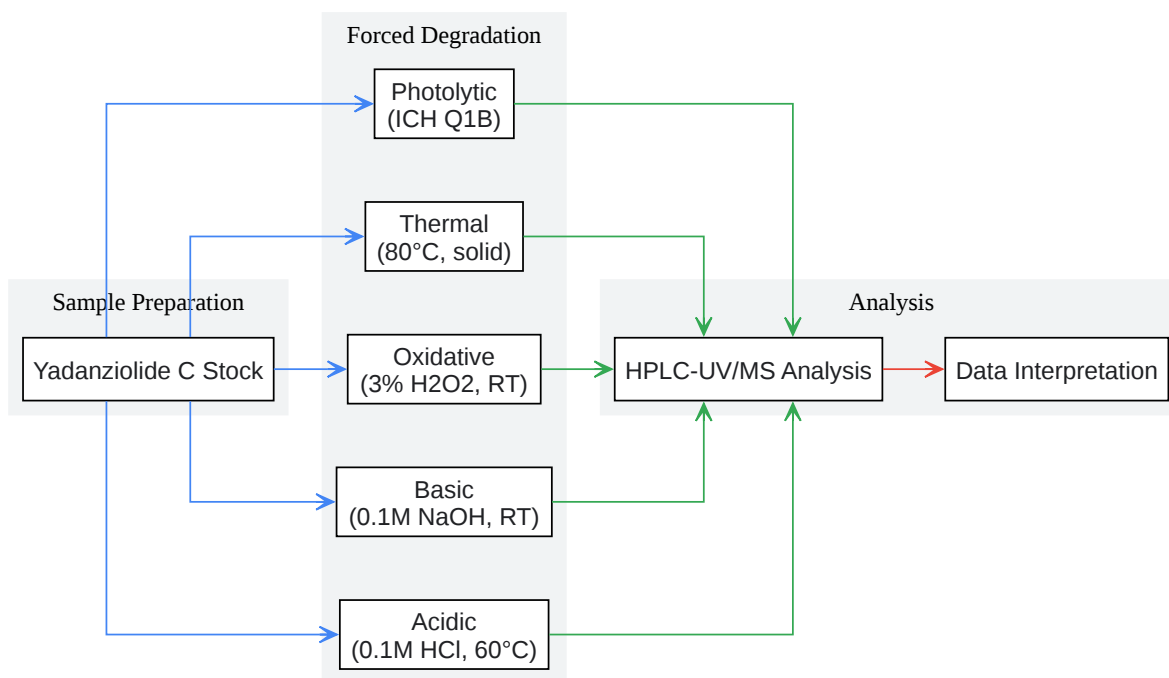 Forced Degradation
Photolytic
(ICH Q1B)
Thermal
(80°C, solid)
Sample Preparation
Analysis
Yadanziolide C Stock
Oxidative
(3% H2O2, RT)
HPLC-UV/MS Analysis
Data Interpretation
Basic
(0.1M NaOH, RT)
Acidic
(0.1M HCl, 60°C)